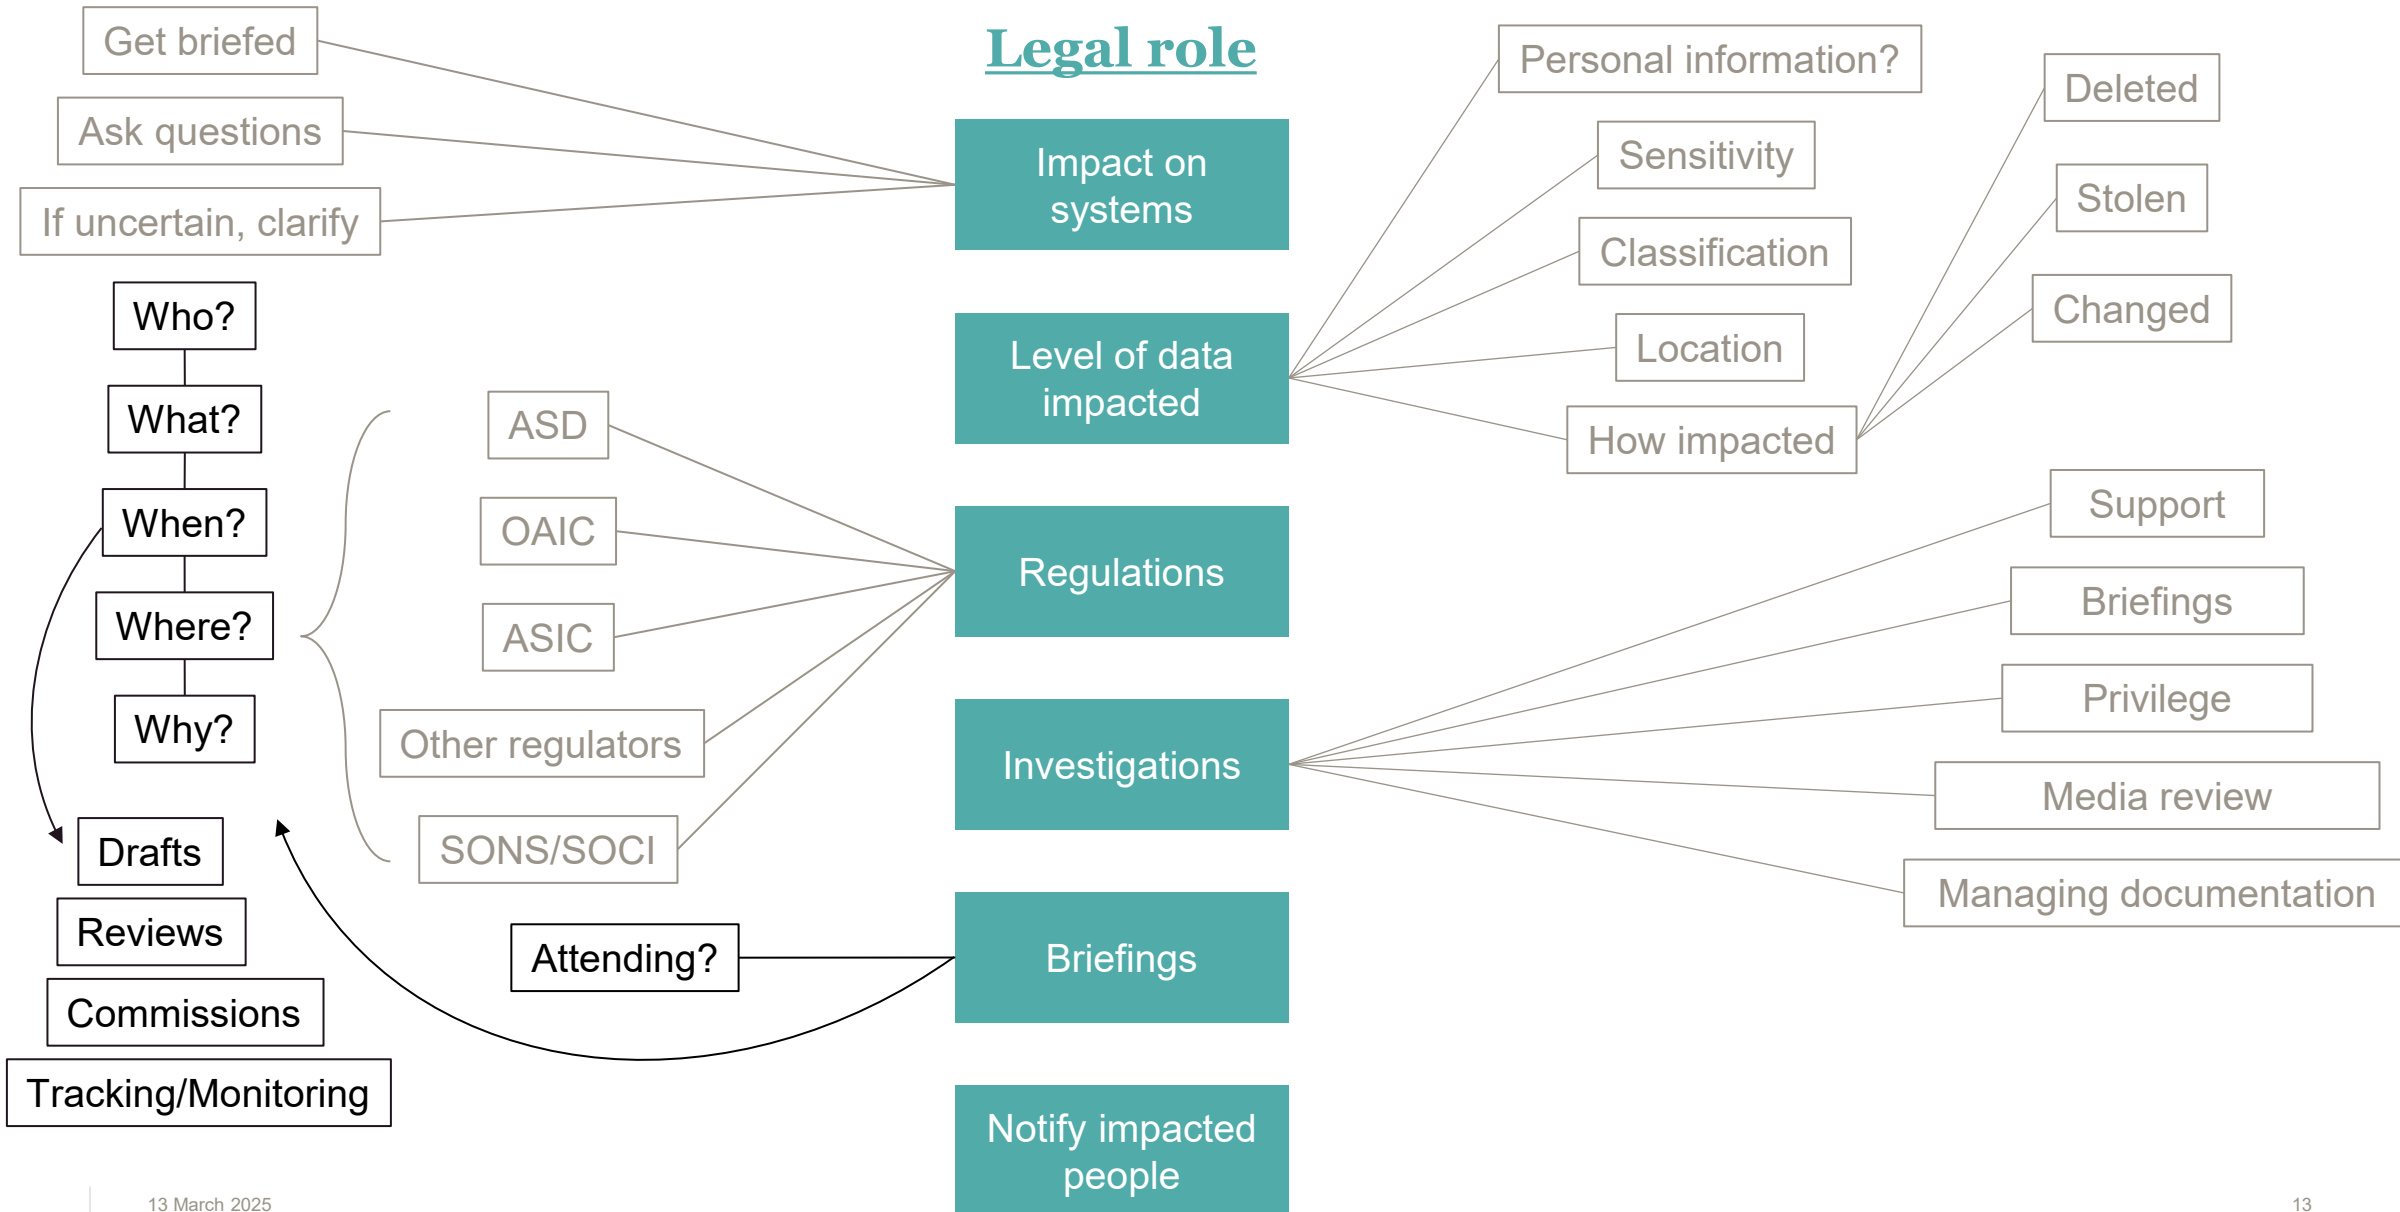 Legal role
Get briefed
Ask questions
If uncertain, clarify
Impact on
systems
Personal information?
Sensitivity
Classification
Location
How impacted
Deleted
Stolen
Changed
Level of data
impacted
Who?
What?
When?
Where?
Why?
ASD
OAIC
ASIC
Other regulators
SONS/SOCI
Regulations
Investigations
Support
Briefings
Privilege
Media review
Managing documentation
Drafts
Reviews
Commissions
Tracking/Monitoring
Attending?
Briefings
Notify impacted
people
13 March 2025
13